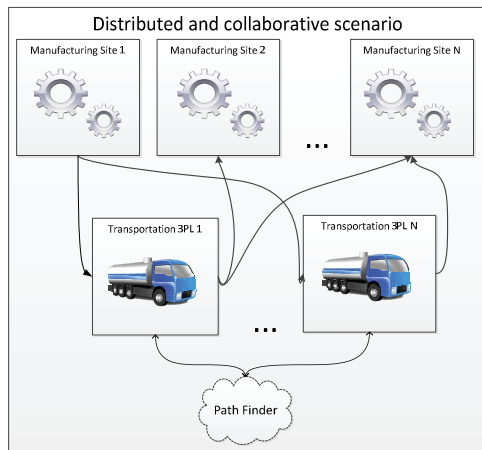 Distributed and collaborative scenario
Manufacturing Site 1
Manufacturing Site 2
Manufacturing Site N
...
Transportation 3PL 1
Transportation 3PL N
...
Path Finder